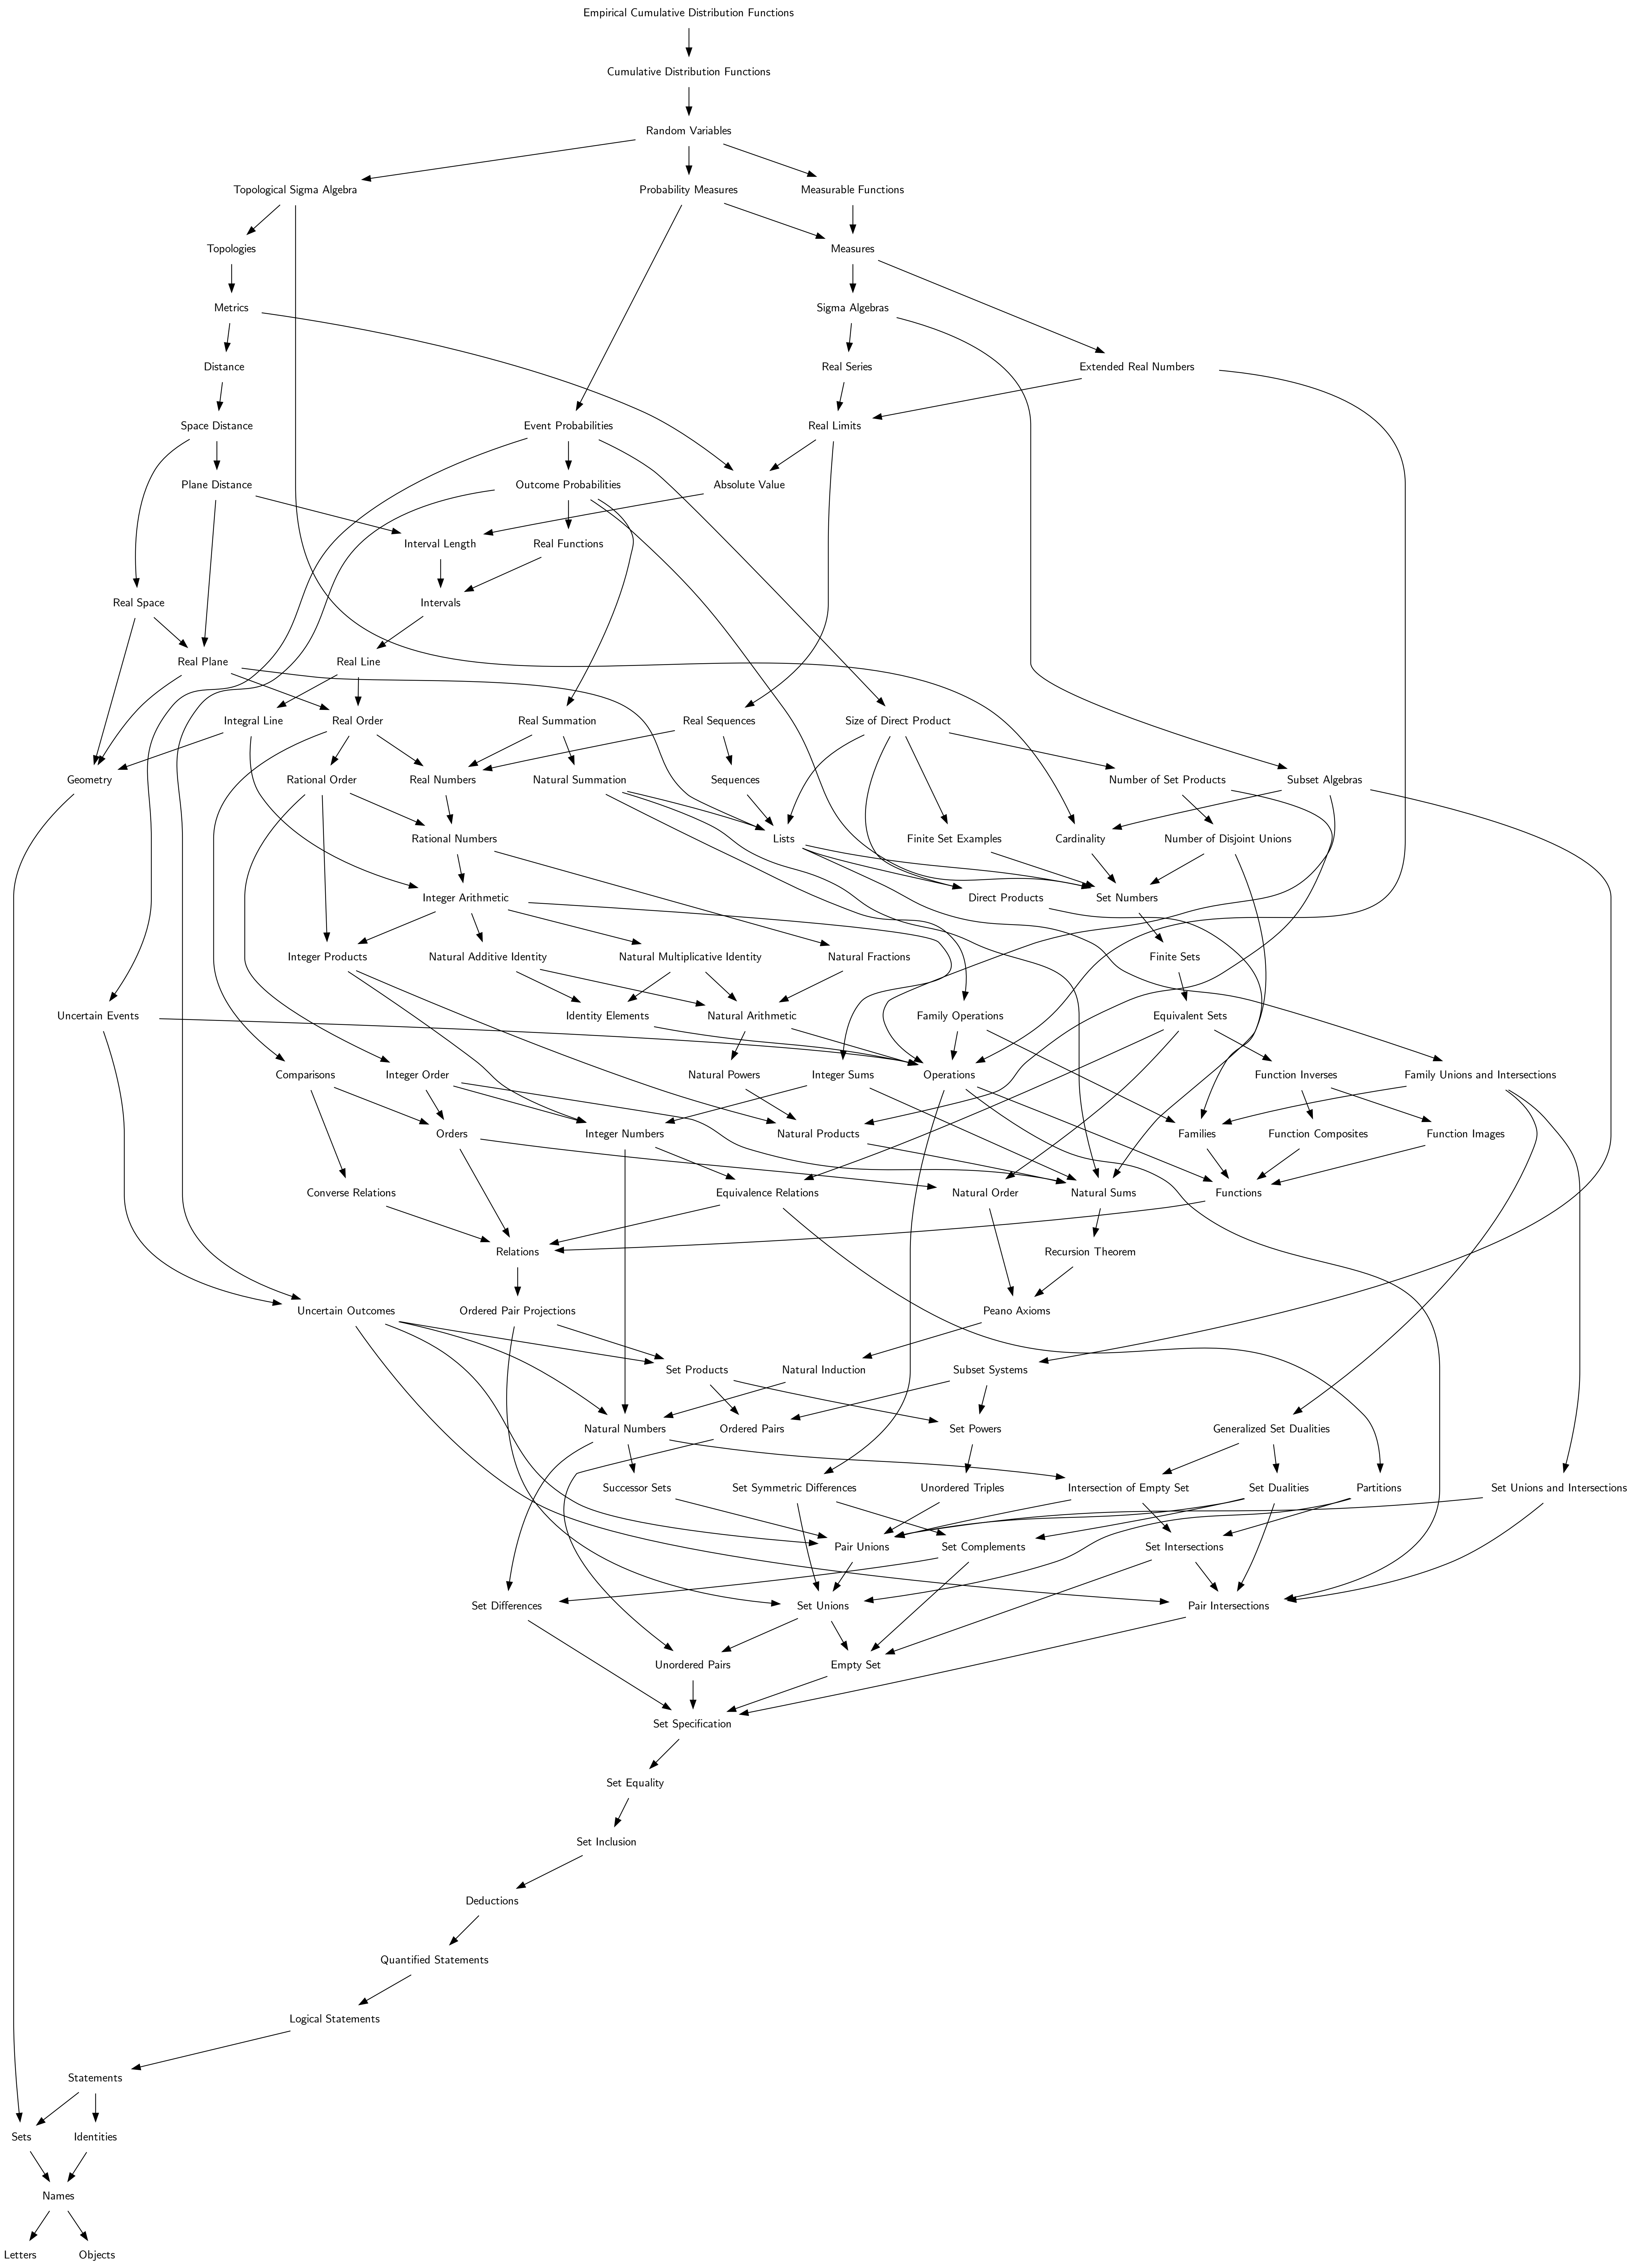 Empirical Cumulative Distribution Functions
Cumulative Distribution Functions
Random Variables
Topological Sigma Algebra
Probability Measures
Measurable Functions
Topologies
Measures
Metrics
Sigma Algebras
Distance
Real Series
Extended Real Numbers
Space Distance
Event Probabilities
Real Limits
Plane Distance
Outcome Probabilities
Absolute Value
Interval Length
Real Functions
Real Space
Intervals
Real Plane
Real Line
Integral Line
Real Order
Real Summation
Real Sequences
Size of Direct Product
Geometry
Rational Order
Real Numbers
Natural Summation
Sequences
Number of Set Products
Subset Algebras
Rational Numbers
Lists
Finite Set Examples
Cardinality
Number of Disjoint Unions
Integer Arithmetic
Direct Products
Set Numbers
Integer Products
Natural Additive Identity
Natural Multiplicative Identity
Natural Fractions
Finite Sets
Uncertain Events
Identity Elements
Natural Arithmetic
Family Operations
Equivalent Sets
Comparisons
Integer Order
Natural Powers
Integer Sums
Operations
Function Inverses
Family Unions and Intersections
Orders
Integer Numbers
Natural Products
Families
Function Composites
Function Images
Converse Relations
Equivalence Relations
Natural Order
Natural Sums
Functions
Relations
Recursion Theorem
Uncertain Outcomes
Ordered Pair Projections
Peano Axioms
Set Products
Natural Induction
Subset Systems
Natural Numbers
Ordered Pairs
Set Powers
Generalized Set Dualities
Successor Sets
Set Symmetric Differences
Unordered Triples
Intersection of Empty Set
Set Dualities
Partitions
Set Unions and Intersections
Pair Unions
Set Complements
Set Intersections
Set Differences
Set Unions
Pair Intersections
Unordered Pairs
Empty Set
Set Specification
Set Equality
Set Inclusion
Deductions
Quantified Statements
Logical Statements
Statements
Sets
Identities
Names
Letters
Objects